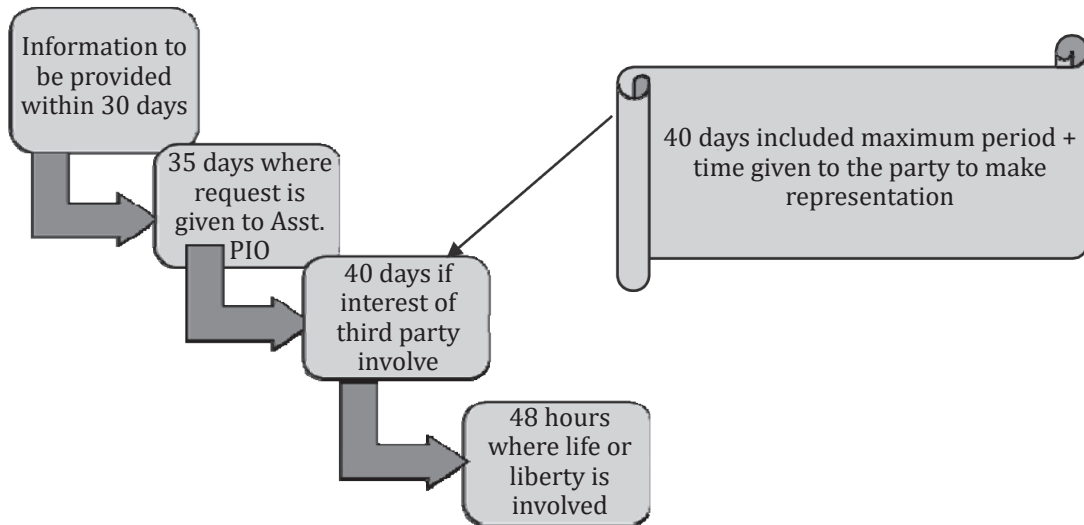 Information to
be provided
within 30 days
35 days where
request is
given to Asst.
PIO
40 days if
interest of
third party
involve
48 hours
where life or
liberty is
involved
40 days included maximum period +
time given to the party to make
representation